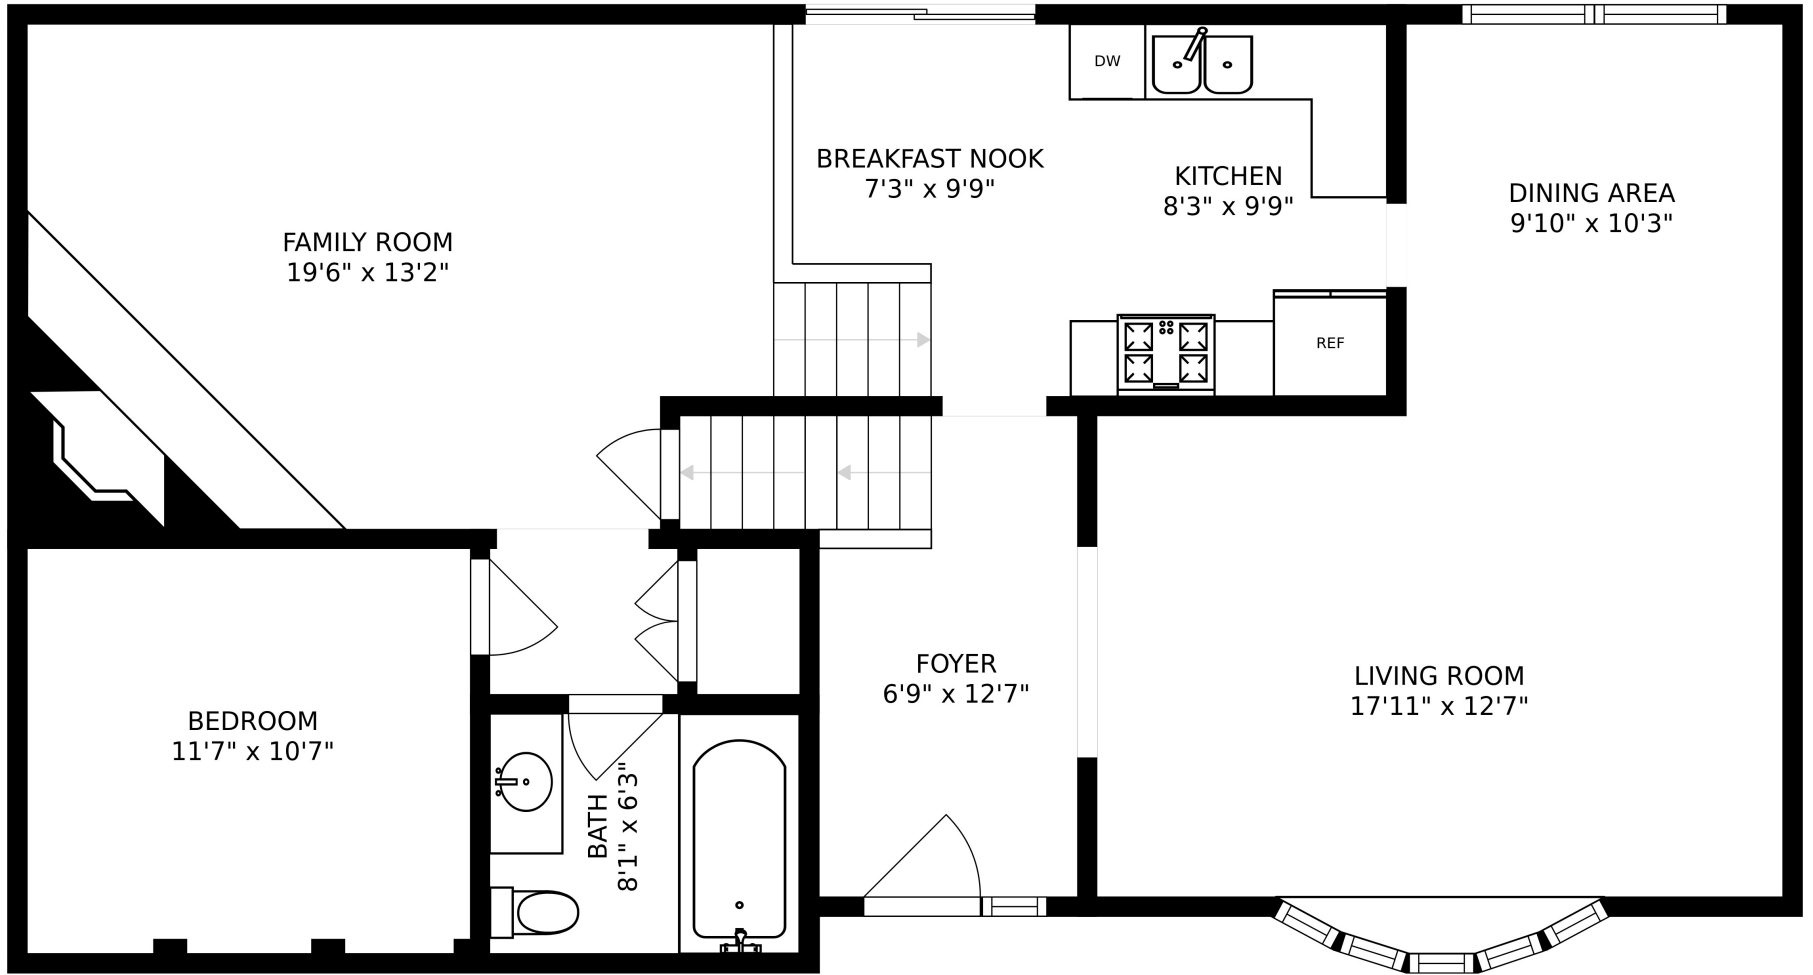 DW
BREAKFAST NOOK
7'3" x 9'9"
KITCHEN
8'3" x 9'9"
DINING AREA
9'10" x 10'3"
FAMILY ROOM
19'6" x 13'2"
REF
FOYER
6'9" x 12'7"
LIVING ROOM
17'11" x 12'7"
BEDROOM
11'7" x 10'7"
BATH
8'1" x 6'3"